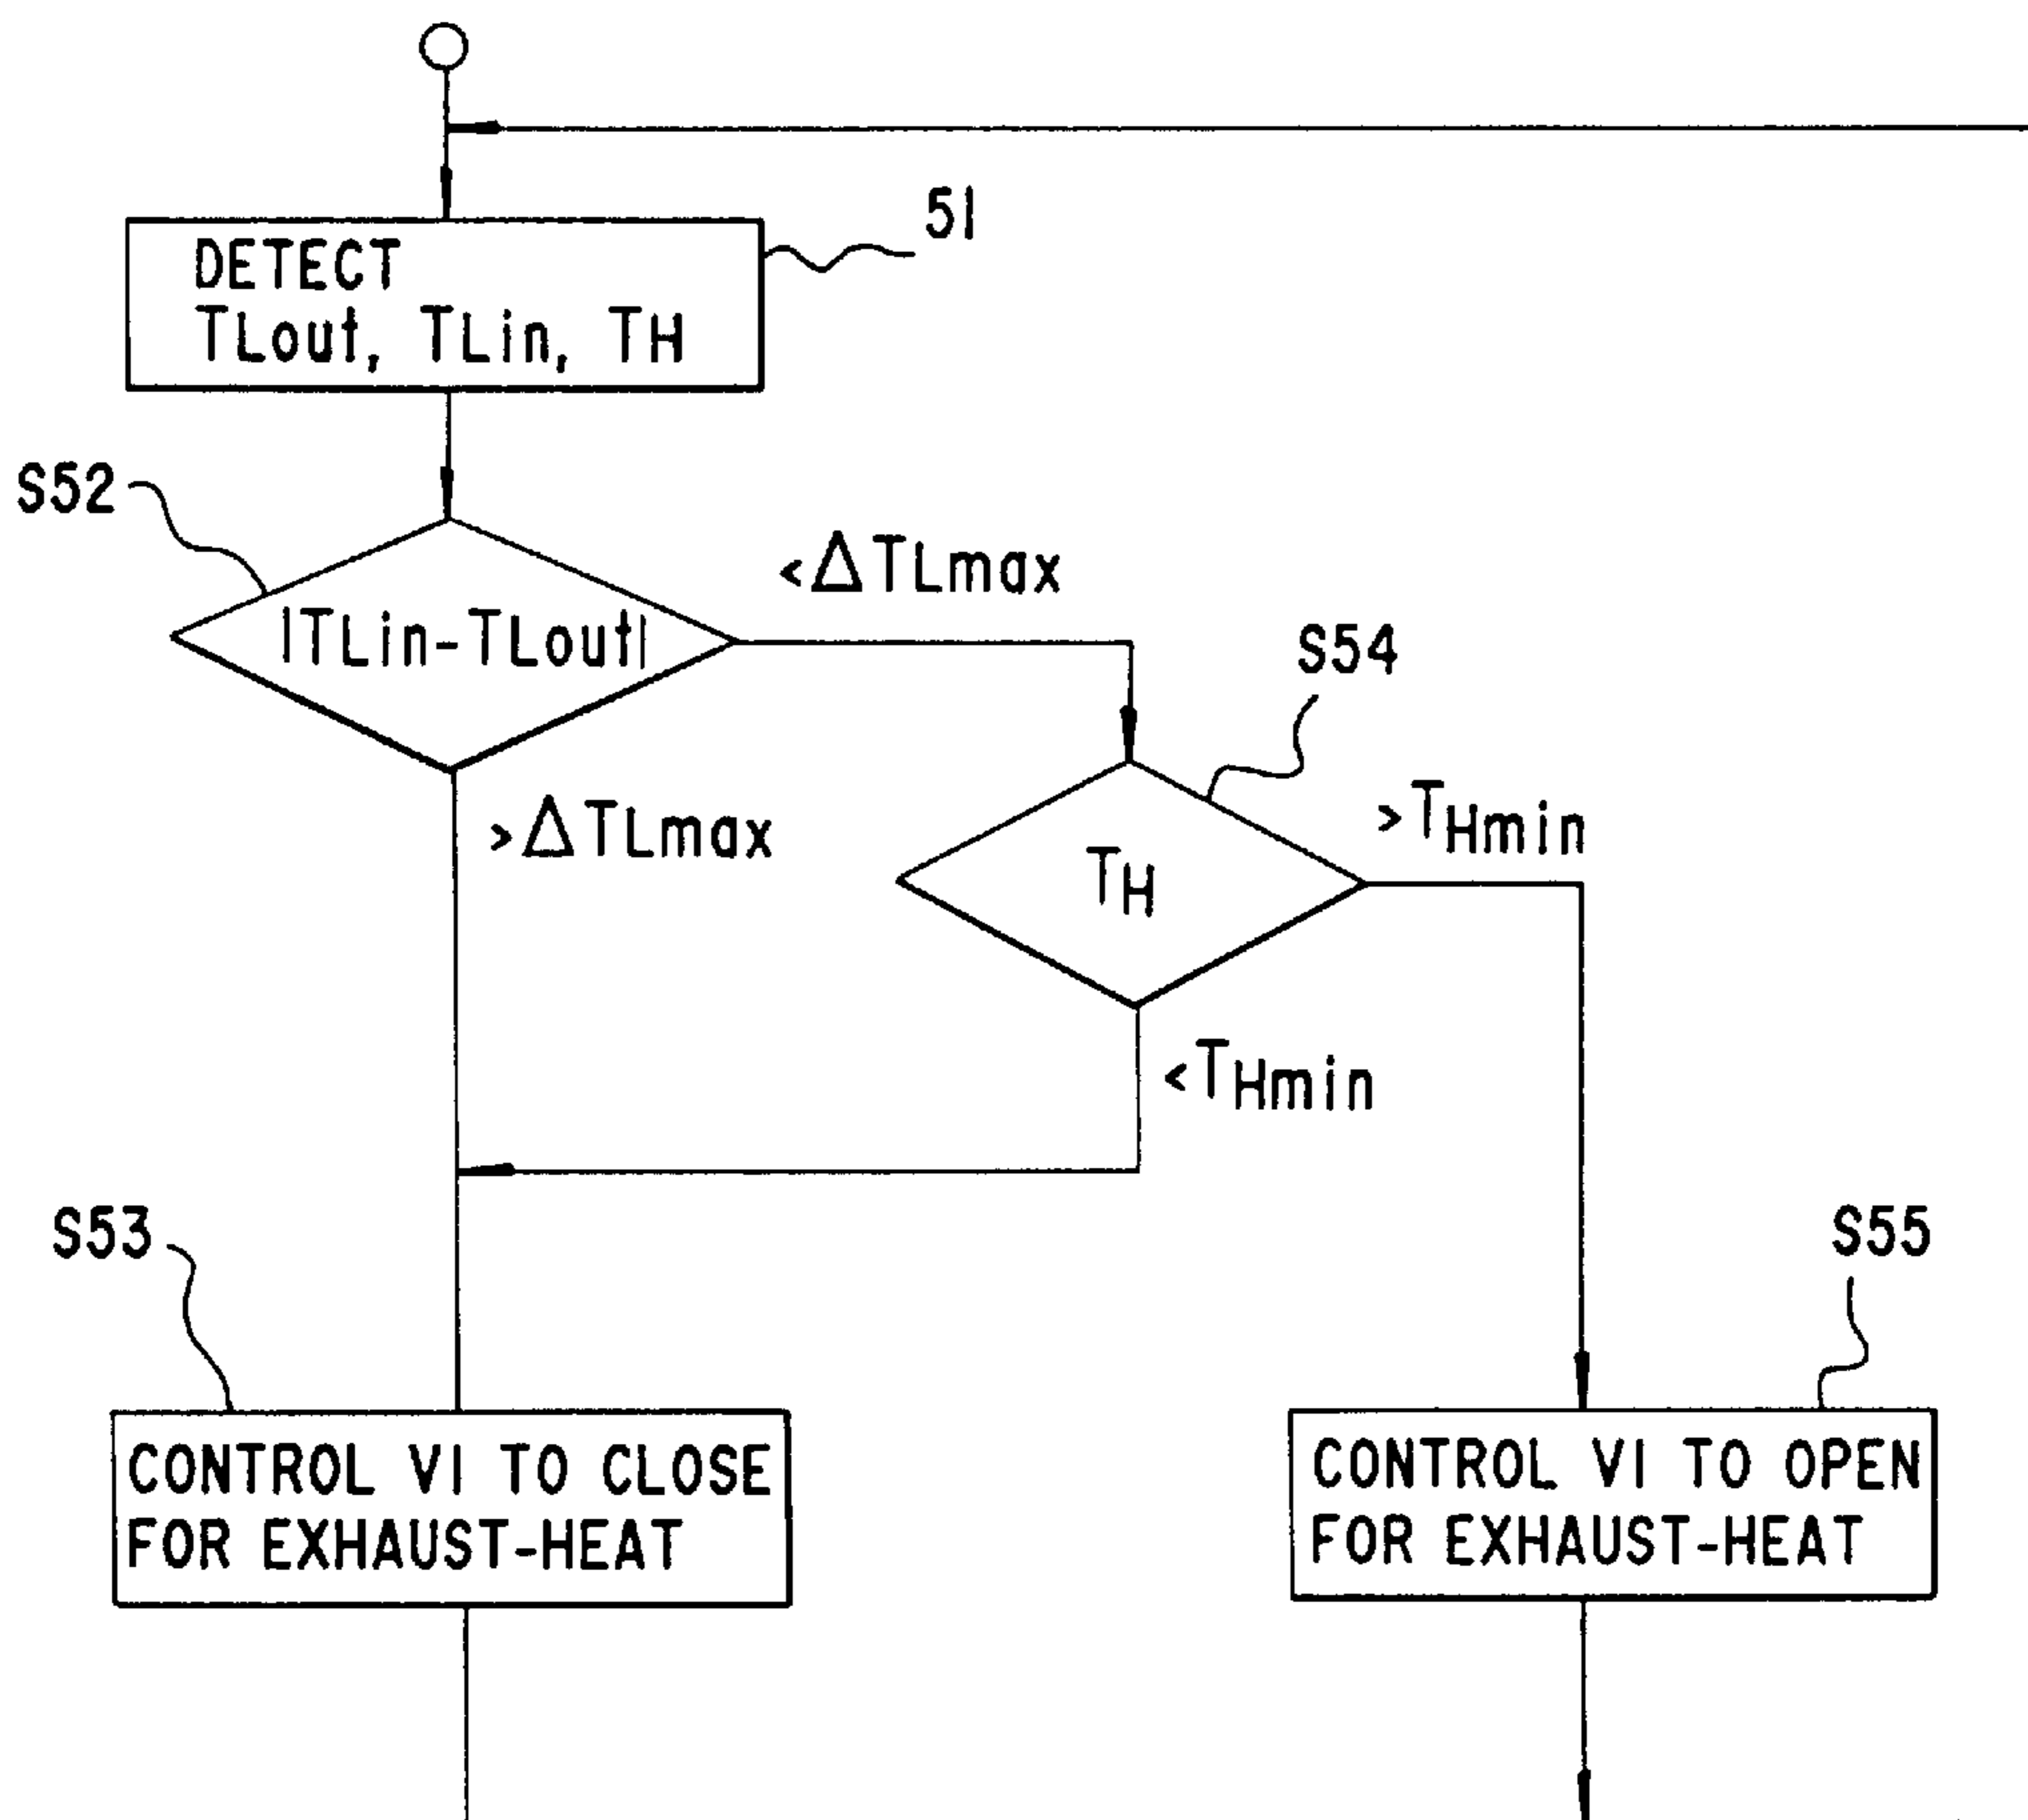 51
DETECT
TLout, TLin, TH
S52
<ΔTLmax
|TLin-TLout|
S54
>ΔTLmax
>THmin
TH
<THmin
S53
S55
CONTROL V1 TO CLOSE
FOR EXHAUST-HEAT
CONTROL V1 TO OPEN
FOR EXHAUST-HEAT